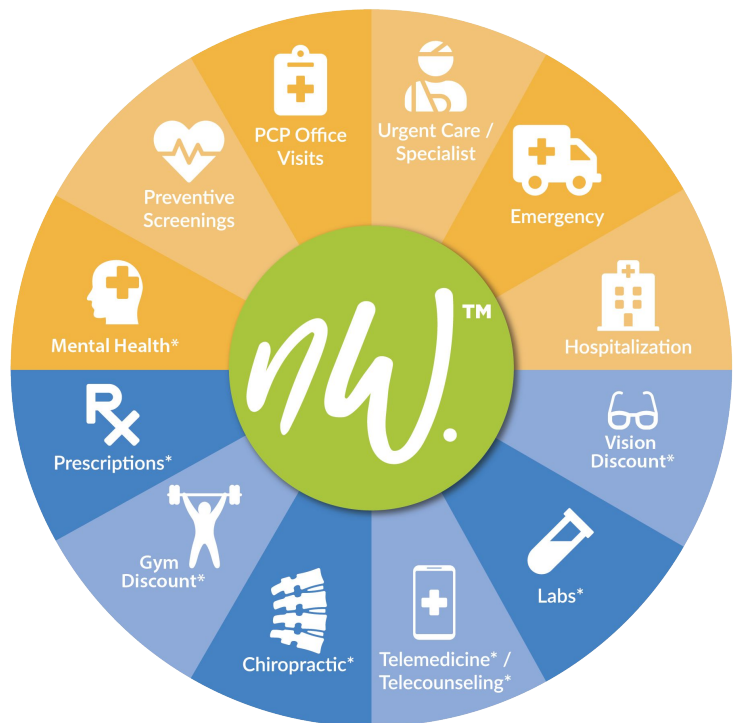 PCP Office
Visits
Urgent Care /
Specialist
Emergency
Hospitalization
Vision
Discount*
Labs*
Telemedicine* /
Telecounseling*
Chiropractic*
Gym
Discount*
Rx
Prescriptions*
Mental Health*
Preventive
Screenings
nW.™